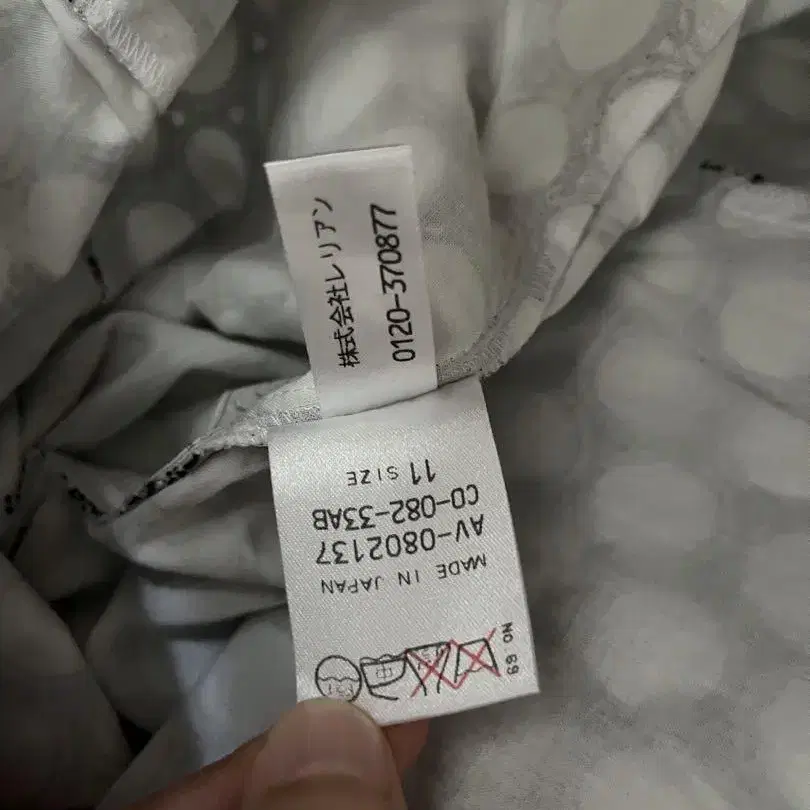 株式会社レリアン
0120-370877
11 SIZE
CO-082-33AB
AV-0802137
MADE IN JAPAN
NO 69